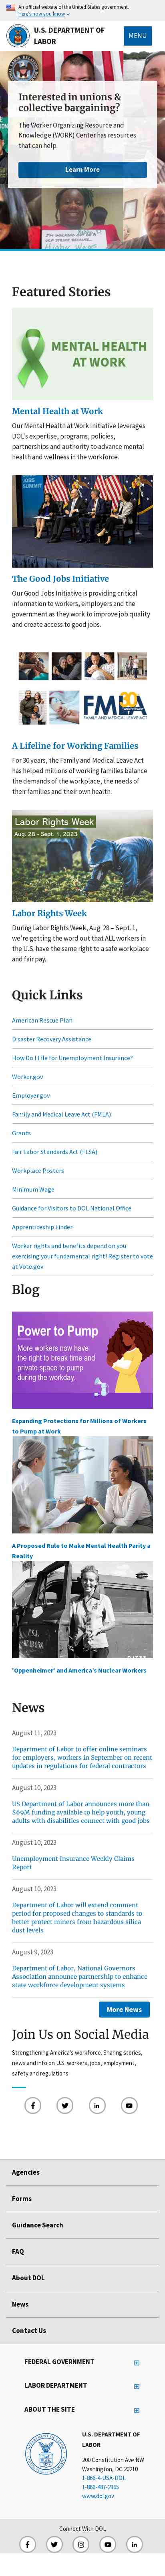 An official website of the United States government.
Here's how you know
U.S. DEPARTMENT OF
LABOR
MENU
Interested in unions &
collective bargaining?
The Worker Organizing Resource and
Knowledge (WORK) Center has resources
that can help.
Learn More
Featured Stories
MENTAL HEALTH
AT WORK
Mental Health at Work
Our Mental Health at Work Initiative leverages
DOL's expertise, programs, policies,
partnerships and influence to advance mental
health and wellness in the workforce.
JOBS
SUMMIT
The Good Jobs Initiative
Our Good Jobs Initiative is providing critical
information to workers, employers and the
government as they work to improve job quality
and create access to good jobs.
30
FMLA
FAMILY AND MEDICAL LEAVE ACT
A Lifeline for Working Families
For 30 years, the Family and Medical Leave Act
has helped millions of working families balance
the demands of the workplace, the needs of
their families and their own health.
Labor Rights Week
Aug. 28 - Sept. 1, 2023
Labor Rights Week
During Labor Rights Week, Aug. 28 – Sept. 1,
we're getting the word out that ALL workers in
the U.S. have the same right to a safe workplace
and fair pay.
Quick Links
American Rescue Plan
Disaster Recovery Assistance
How Do I File for Unemployment Insurance?
Worker.gov
Employer.gov
Family and Medical Leave Act (FMLA)
Grants
Fair Labor Standards Act (FLSA)
Workplace Posters
Minimum Wage
Guidance for Visitors to DOL National Office
Apprenticeship Finder
Worker rights and benefits depend on you
exercising your fundamental right! Register to vote
at Vote.gov
Blog
Power to Pump
More workers now have
the right to break time and
private space to pump
during the workday
Expanding Protections for Millions of Workers
to Pump at Work
A Proposed Rule to Make Mental Health Parity a
Reality
'Oppenheimer' and America's Nuclear Workers
News
August 11, 2023
Department of Labor to offer online seminars
for employers, workers in September on recent
updates in regulations for federal contractors
August 10, 2023
US Department of Labor announces more than
$69M funding available to help youth, young
adults with disabilities connect with good jobs
August 10, 2023
Unemployment Insurance Weekly Claims
Report
August 10, 2023
Department of Labor will extend comment
period for proposed changes to standards to
better protect miners from hazardous silica
dust levels
August 9, 2023
Department of Labor, National Governors
Association announce partnership to enhance
state workforce development systems
More News
Join Us on Social Media
Strengthening America's workforce. Sharing stories,
news and info on U.S. workers, jobs, employment,
safety and regulations.
Agencies
Forms
Guidance Search
FAQ
About DOL
News
Contact Us
FEDERAL GOVERNMENT
LABOR DEPARTMENT
ABOUT THE SITE
U.S. DEPARTMENT OF
LABOR
200 Constitution Ave NW
Washington, DC 20210
1-866-4-USA-DOL
1-866-487-2365
www.dol.gov
Connect With DOL